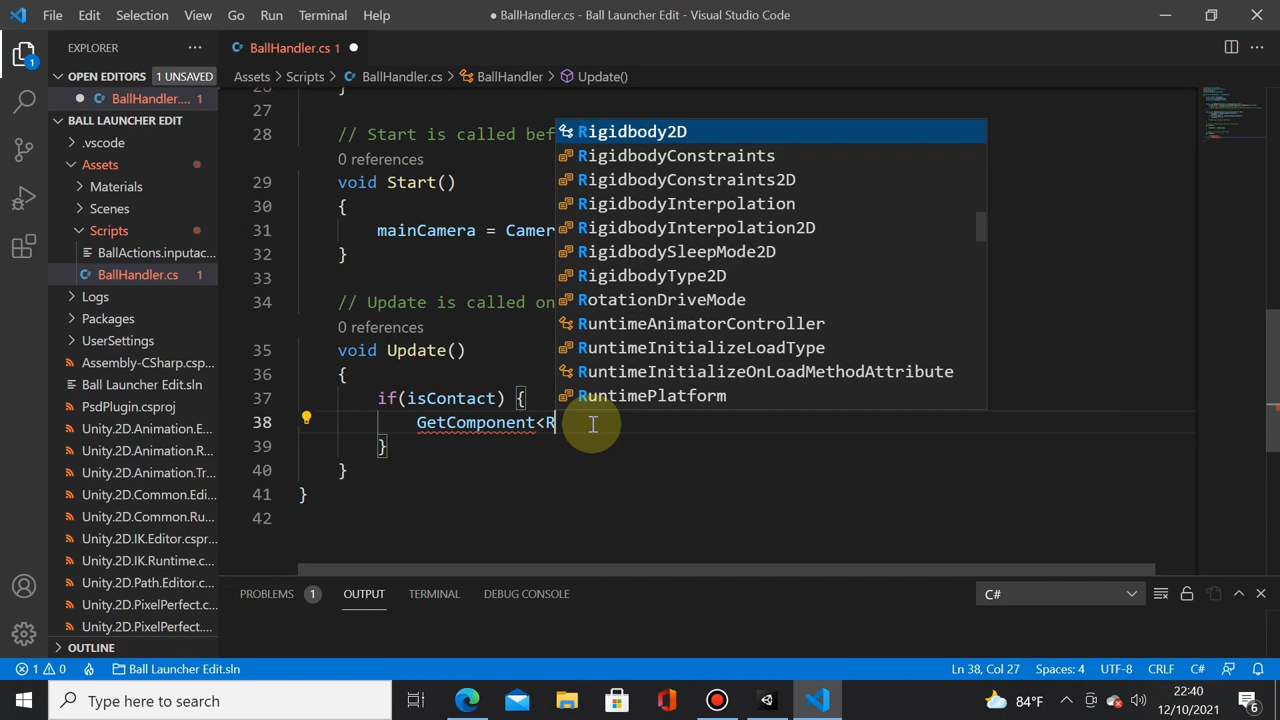 File Edit Selection View Go Run Terminal Help
● BallHandler.cs - Ball Launcher Edit - Visual Studio Code
EXPLORER
BallHandler.cs 1
OPEN EDITORS 1 UNSAVED
Assets > Scripts > BallHandler.cs > BallHandler > Update()
BallHandler.... 1
BALL LAUNCHER EDIT
.vscode
Assets
Materials
Scenes
Scripts
BallActions.inputac...
BallHandler.cs 1
Logs
Packages
UserSettings
Assembly-CSharp.csp...
Ball Launcher Edit.sln
PsdPlugin.csproj
Unity.2D.Animation.E...
Unity.2D.Animation.R...
Unity.2D.Animation.Tr...
Unity.2D.Common.Edi...
Unity.2D.Common.Ru...
Unity.2D.IK.Editor.cspr...
Unity.2D.IK.Runtime.c...
Unity.2D.Path.Editor.c...
Unity.2D.PixelPerfect.c...
Unity.2D.PixelPerfect....
OUTLINE
26 }
27
28 // Start is called bef
0 references
29 void Start()
30 {
31 mainCamera = Camer
32 }
33
34 // Update is called on
0 references
35 void Update()
36 {
37 if(isContact) {
38 GetComponent<R
39 }
40 }
41 }
42
Rigidbody2D
RigidbodyConstraints
RigidbodyConstraints2D
RigidbodyInterpolation
RigidbodyInterpolation2D
RigidbodySleepMode2D
RigidbodyType2D
RotationDriveMode
RuntimeAnimatorController
RuntimeInitializeLoadType
RuntimeInitializeOnLoadMethodAttribute
RuntimePlatform
PROBLEMS 1 OUTPUT TERMINAL DEBUG CONSOLE
C#
1 0 Ball Launcher Edit.sln
Ln 38, Col 27 Spaces: 4 UTF-8 CRLF C#
1
Type here to search
84°F
22:40
12/10/2021
6